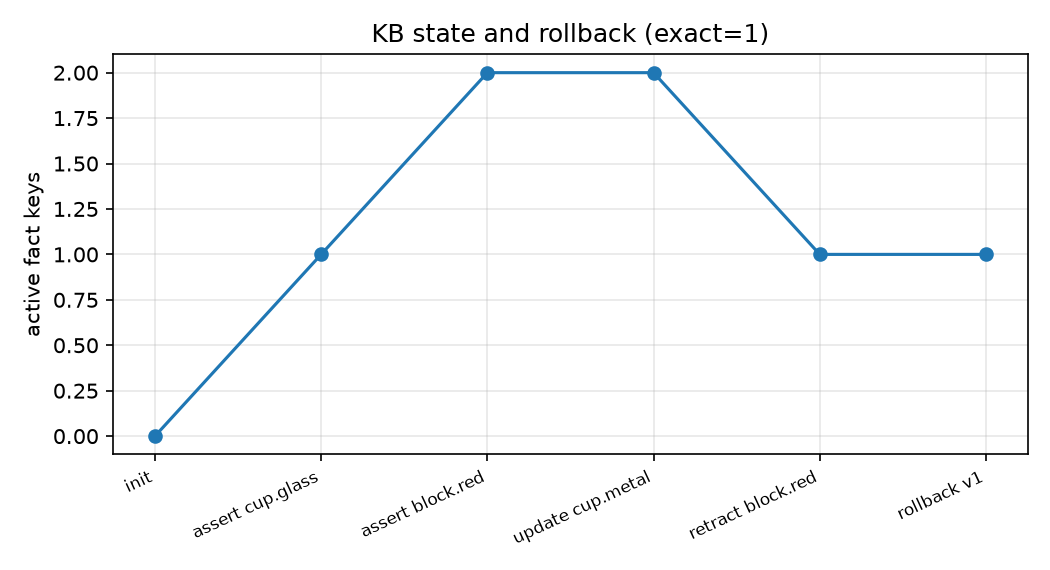 KB state and rollback (exact=1)
active fact keys
2.00
1.75
1.50
1.25
1.00
0.75
0.50
0.25
0.00
init
assert cup.glass
assert block.red
update cup.metal
retract block.red
rollback v1